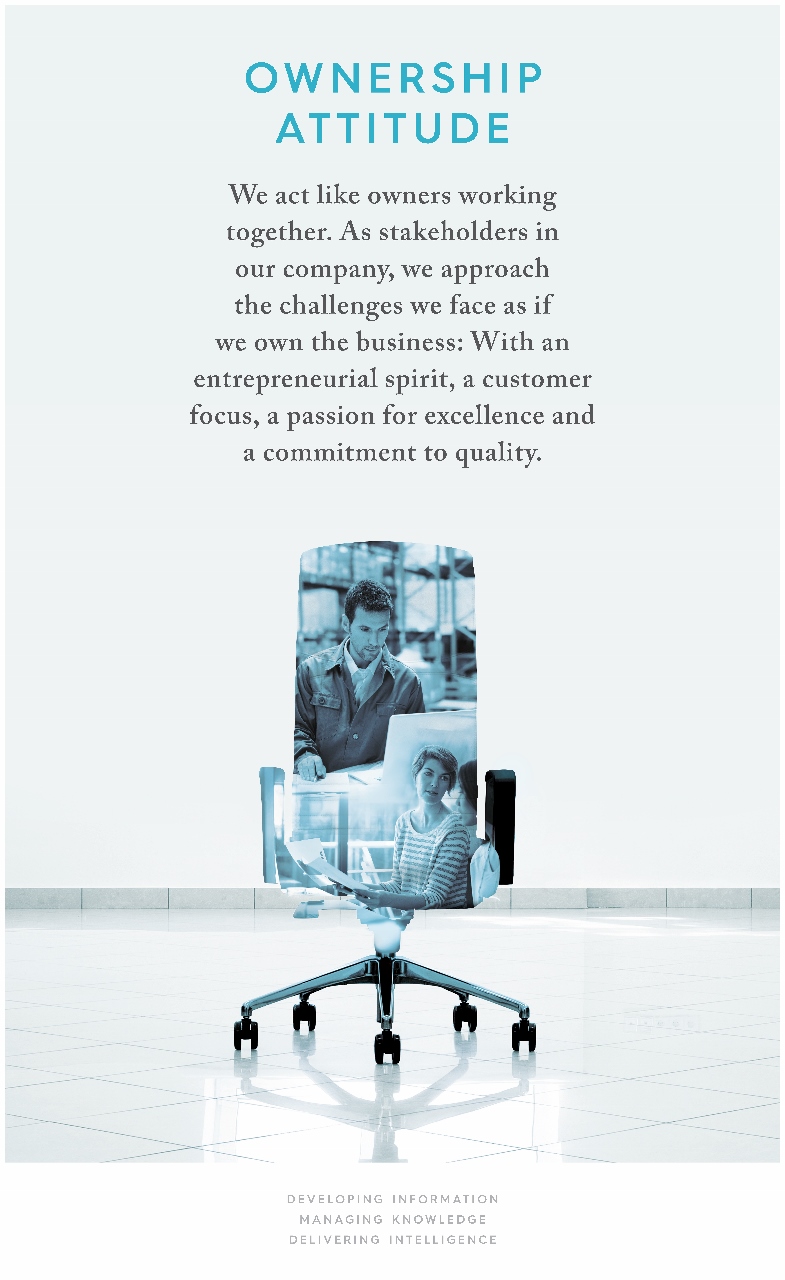 OWNERSHIP
ATTITUDE
We act like owners working
together. As stakeholders in
our company, we approach
the challenges we face as if
we own the business: With an
entrepreneurial spirit, a customer
focus, a passion for excellence and
a commitment to quality.
DEVELOPING INFORMATION
MANAGING KNOWLEDGE
DELIVERING INTELLIGENCE